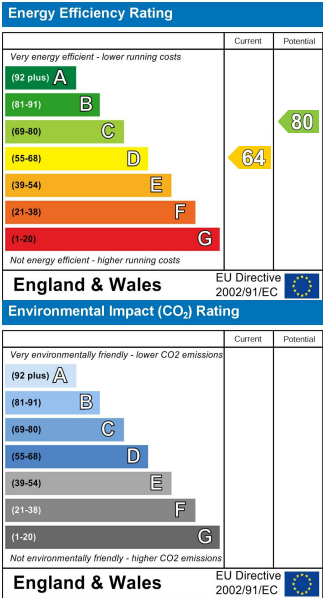 Energy Efficiency Rating
Current Potential
Very energy efficient - lower running costs
(92 plus) A
(81-91) B
(69-80) C
(55-68) D
(39-54) E
(21-38) F
(1-20) G
80
64
Not energy efficient - higher running costs
England & Wales
EU Directive
2002/91/EC
Environmental Impact (CO₂) Rating
Current Potential
Very environmentally friendly - lower CO2 emissions
(92 plus) A
(81-91) B
(69-80) C
(55-68) D
(39-54) E
(21-38) F
(1-20) G
Not environmentally friendly - higher CO2 emissions
England & Wales
EU Directive
2002/91/EC